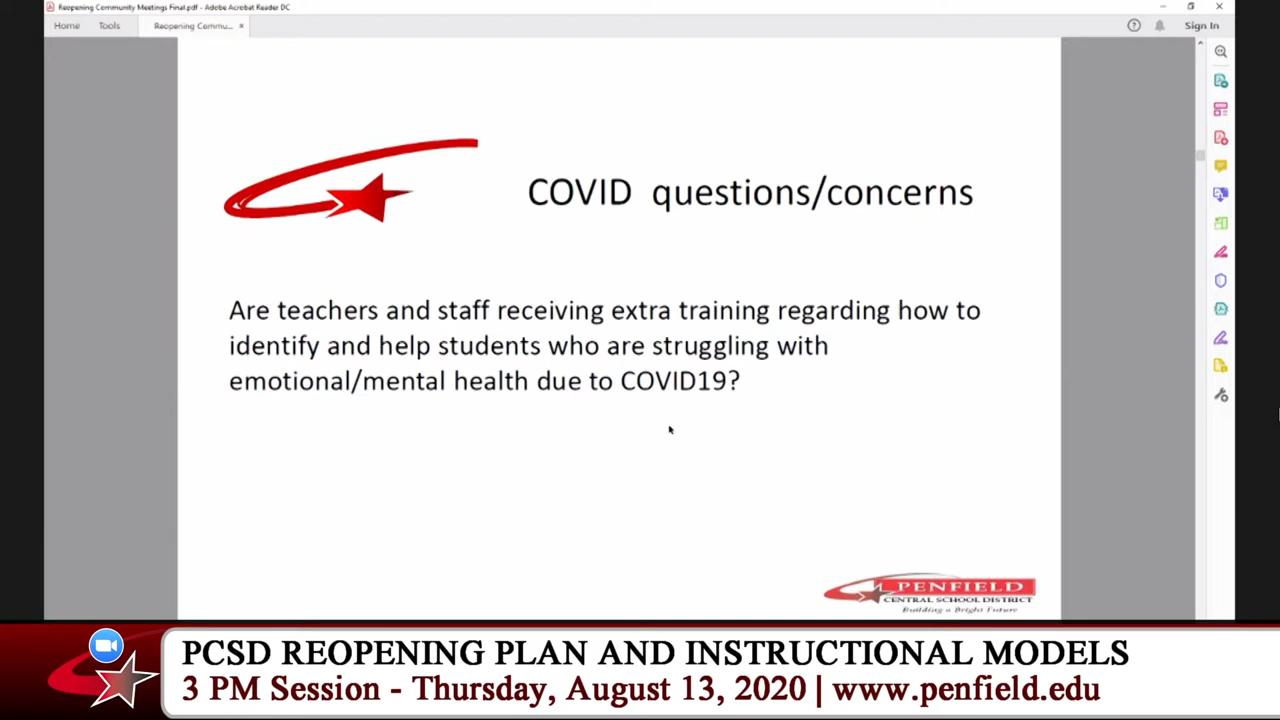 Reopening Community Meetings Final.pdf - Adobe Acrobat Reader DC
Home Tools Reopening Commu... Sign In
COVID questions/concerns
Are teachers and staff receiving extra training regarding how to
identify and help students who are struggling with
emotional/mental health due to COVID19?
PENFIELD
CENTRAL SCHOOL DISTRICT
Building a Bright Future
PCSD REOPENING PLAN AND INSTRUCTIONAL MODELS
3 PM Session - Thursday, August 13, 2020 | www.penfield.edu